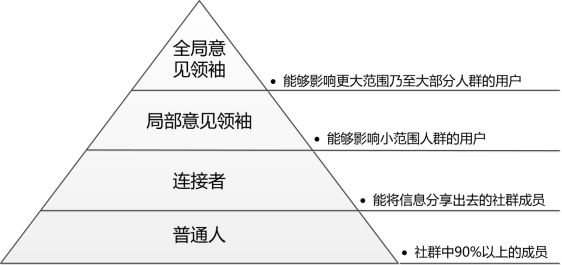 全局意
见领袖
• 能够影响更大范围乃至大部分人群的用户
局部意见领袖
• 能够影响小范围人群的用户
连接者
• 能将信息分享出去的社群成员
普通人
• 社群中90%以上的成员